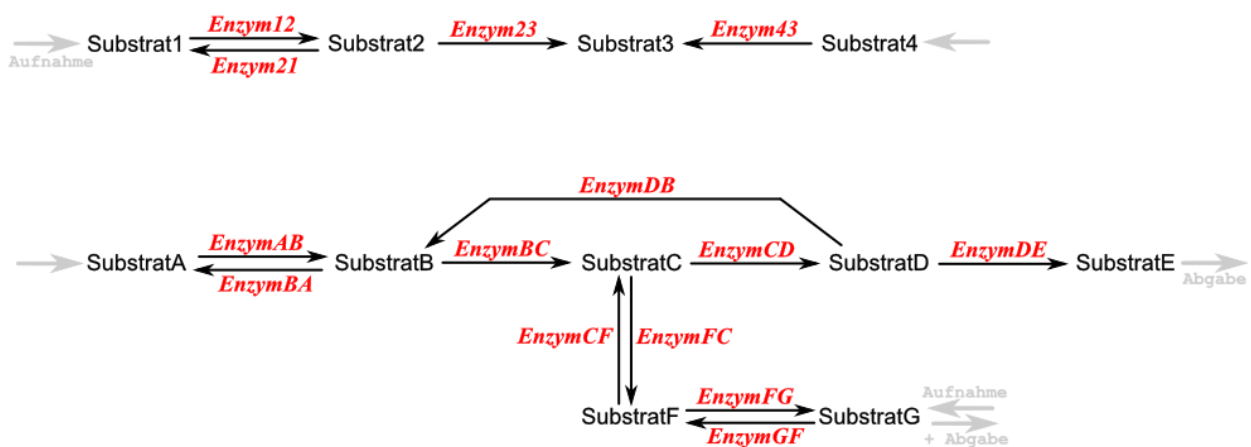 Enzym12 Enzym23 Enzym43
Substrat1 Substrat2 Substrat3 Substrat4
Aufnahme Enzym21
EnzymDB
EnzymAB EnzymBC EnzymCD EnzymDE
SubstratA SubstratB SubstratC SubstratD SubstratE
EnzymBA Abgabe
EnzymCF EnzymFC
EnzymFG Aufnahme
SubstratF SubstratG
EnzymGF + Abgabe